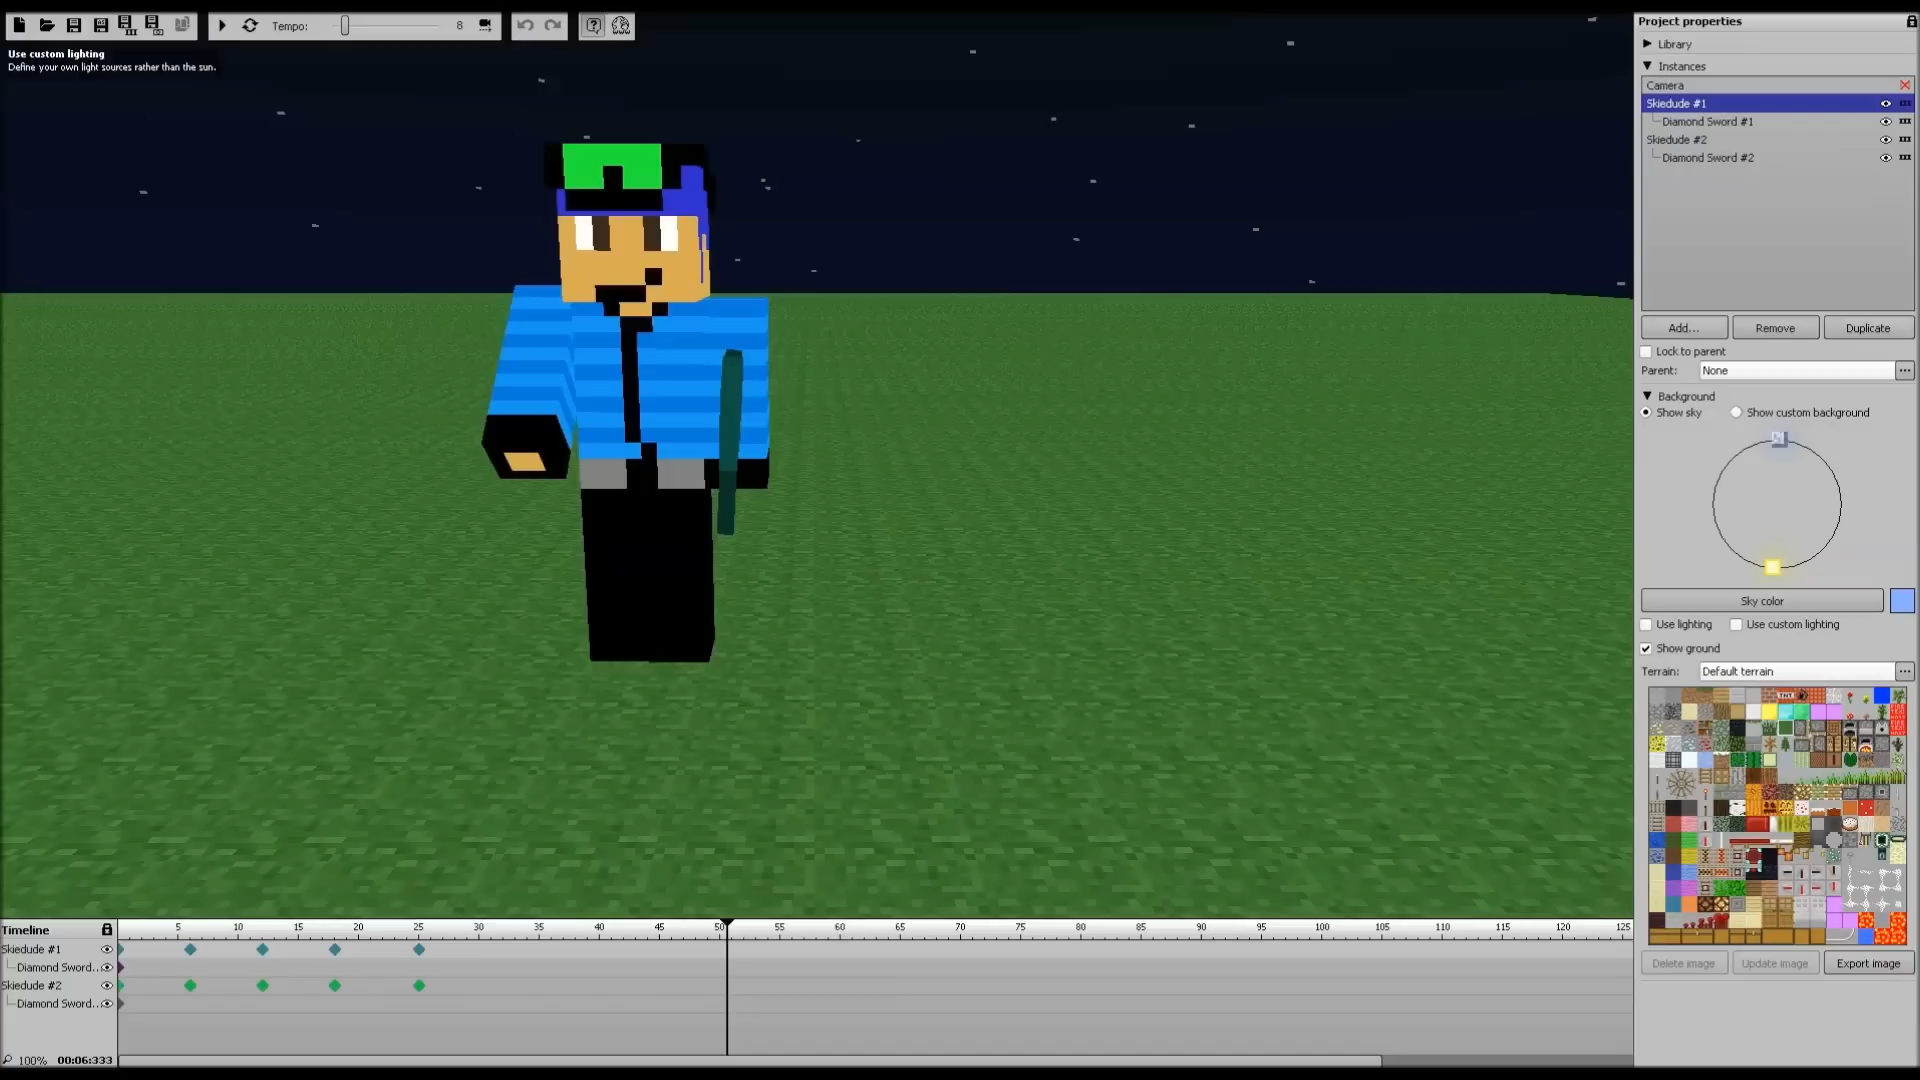 Tempo: 8
Use custom lighting
Define your own light sources rather than the sun.
Project properties
Library
Instances
Camera
Skiedude #1
Diamond Sword #1
Skiedude #2
Diamond Sword #2
Add... Remove Duplicate
Lock to parent
Parent: None ...
Background
Show sky Show custom background
Sky color
Use lighting Use custom lighting
Show ground
Terrain: Default terrain ...
TNT
Delete image Update image Export image
Timeline
5 10 15 20 25 30 35 40 45 50 55 60 65 70 75 80 85 90 95 100 105 110 115 120 125
Skiedude #1
Diamond Sword...
Skiedude #2
Diamond Sword...
100% 00:06:333